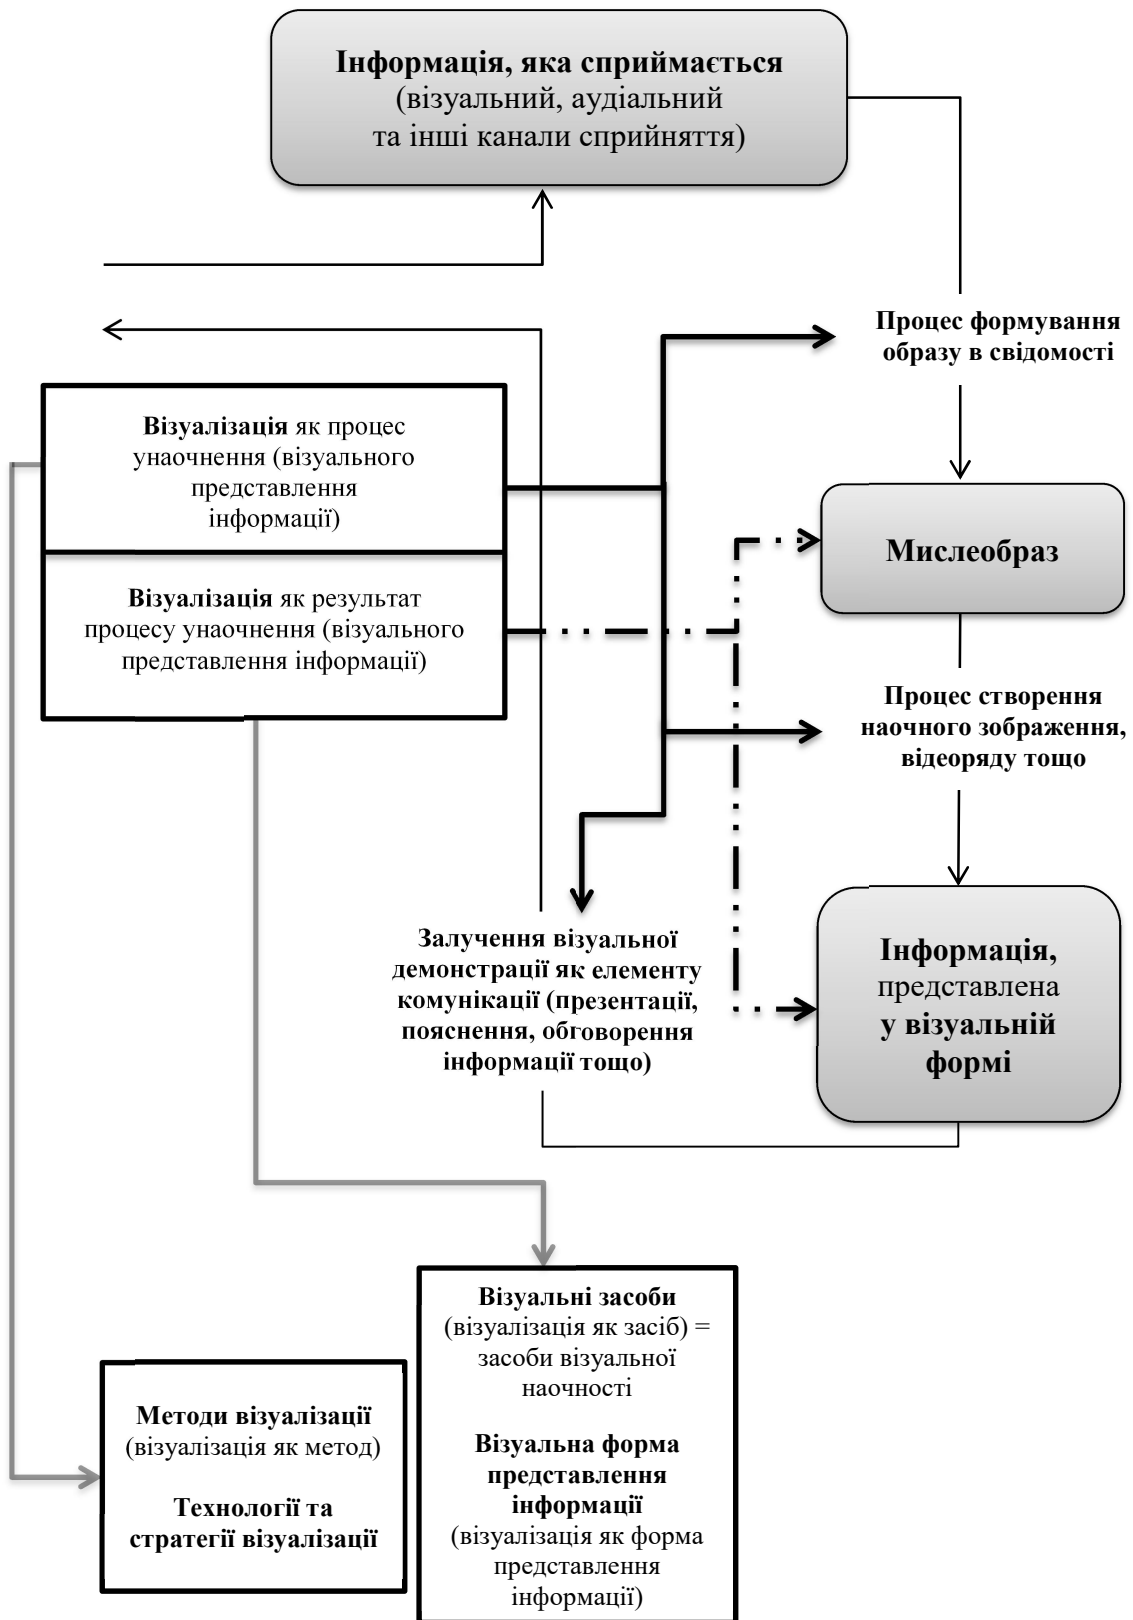 Інформація, яка сприймається
(візуальний, аудіальний
та інші канали сприйняття)
Процес формування
образу в свідомості
Візуалізація як процес
унаочнення (візуального
представлення
інформації)
Мислеобраз
Візуалізація як результат
процесу унаочнення (візуального
представлення інформації)
Процес створення
наочного зображення,
відеоряду тощо
Залучення візуальної
демонстрації як елементу
комунікації (презентації,
пояснення, обговорення
інформації тощо)
Інформація,
представлена
у візуальній
формі
Візуальні засоби
(візуалізація як засіб) =
засоби візуальної
наочності
Візуальна форма
представлення
інформації
(візуалізація як форма
представлення
інформації)
Методи візуалізації
(візуалізація як метод)
Технології та
стратегії візуалізації